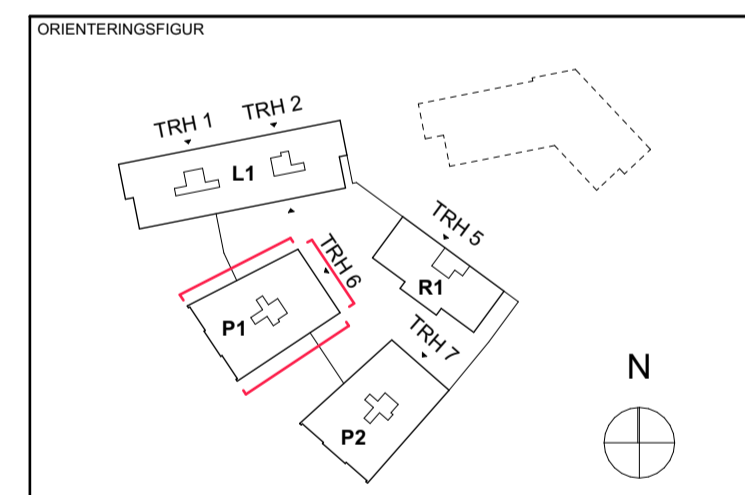 ORIENTERINGSFIGUR
TRH 1
TRH 2
L1
TRH 5
TRH 6
R1
P1
TRH 7
N
P2